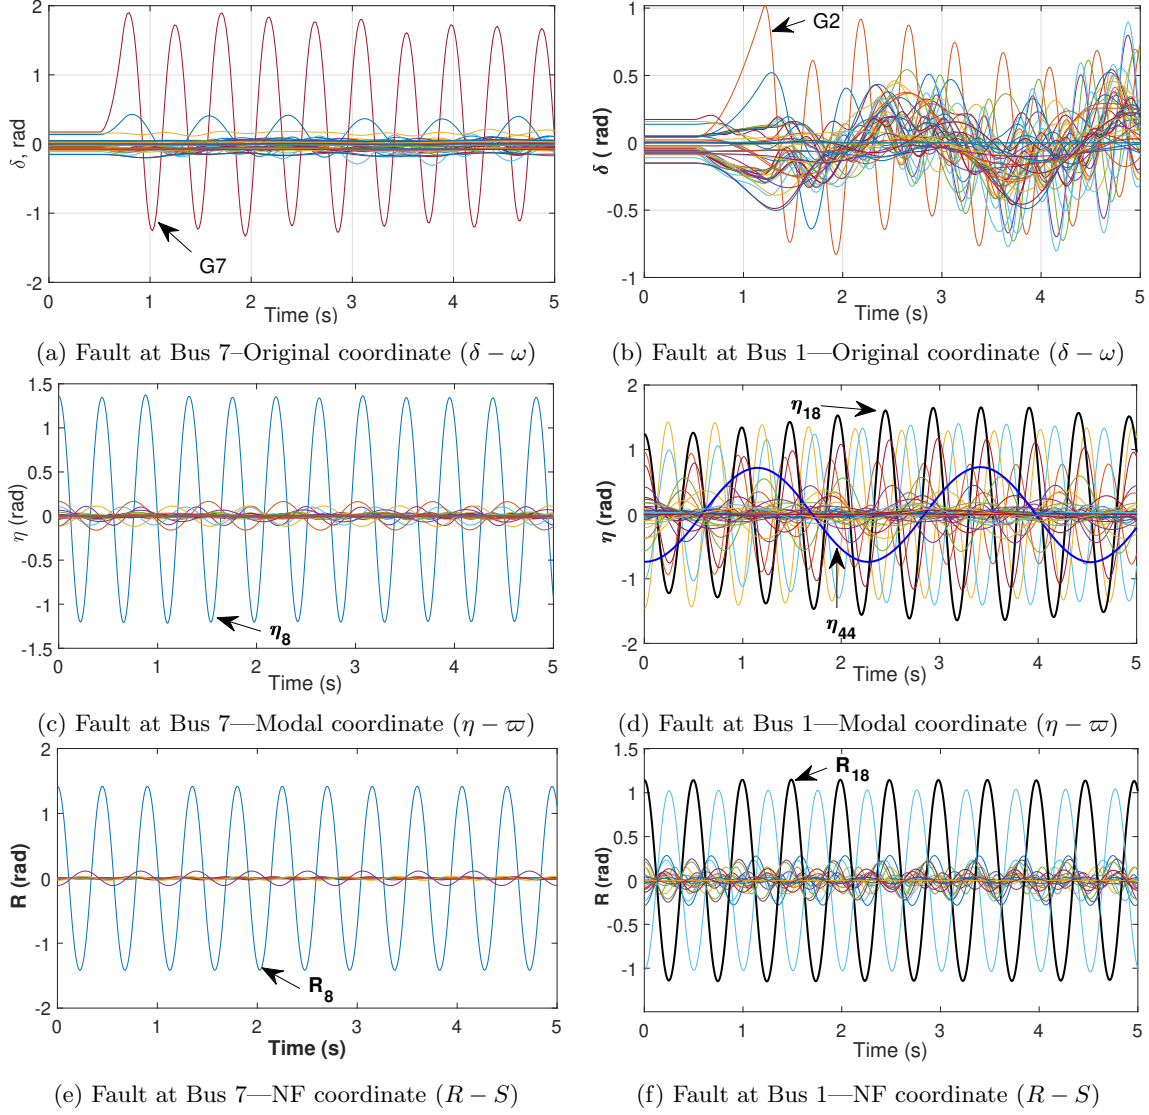 2
1
0
-1
-2
δ, rad
G7
0 1 2 3 4 5
Time (s)
(a) Fault at Bus 7–Original coordinate (δ − ω)
1
0.5
0
-0.5
-1
δ ( rad)
G2
0 1 2 3 4 5
Time (s)
(b) Fault at Bus 1—Original coordinate (δ − ω)
1.5
1
0.5
0
-0.5
-1
-1.5
η (rad)
η8
0 1 2 3 4 5
Time (s)
(c) Fault at Bus 7—Modal coordinate (η − ϖ)
2
1
0
-1
-2
η (rad)
η18
η44
0 1 2 3 4 5
Time (s)
(d) Fault at Bus 1—Modal coordinate (η − ϖ)
2
1
0
-1
-2
R (rad)
R8
0 1 2 3 4 5
Time (s)
(e) Fault at Bus 7—NF coordinate (R − S)
1.5
1
0.5
0
-0.5
-1
R (rad)
R18
0 1 2 3 4 5
Time (s)
(f) Fault at Bus 1—NF coordinate (R − S)